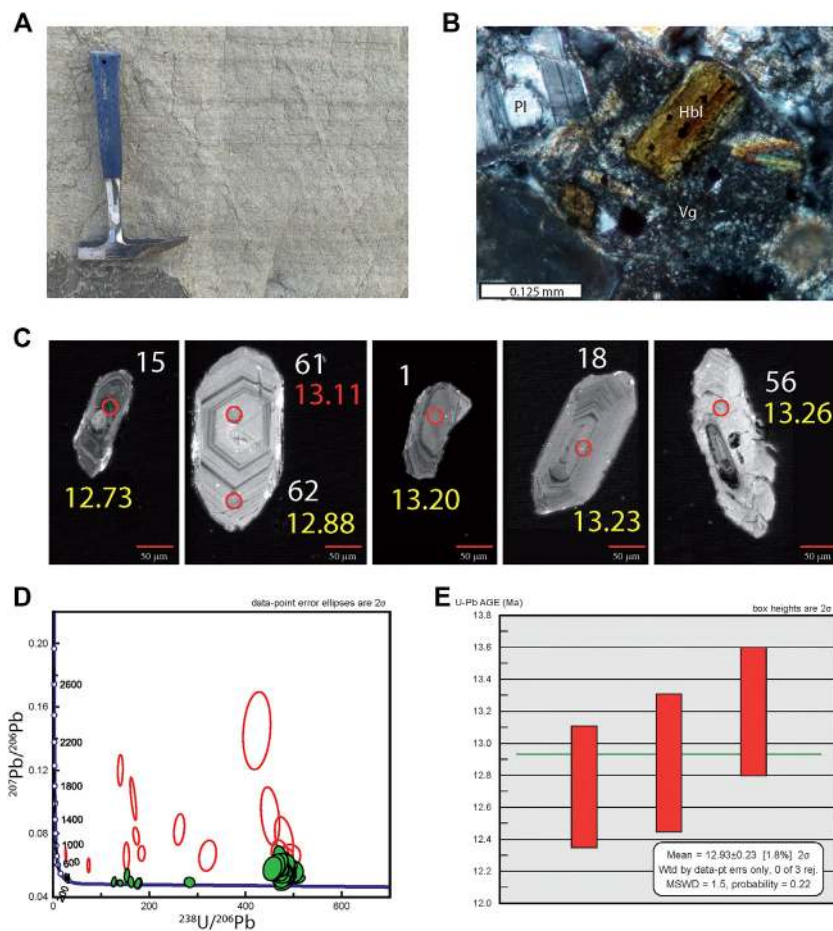 A
B
Pl
Hbl
Vg
0.125 mm
C
15
12.73
50 μm
61
13.11
62
12.88
50 μm
1
13.20
50 μm
18
13.23
50 μm
56
13.26
50 μm
D
data-point error ellipses are 2σ
0.20
0.16
0.12
0.08
0.04
2600
2200
1800
1400
1000
600
200
0
200
400
600
207Pb/206Pb
238U/206Pb
E
U-Pb AGE (Ma)
box heights are 2σ
13.8
13.6
13.4
13.2
13.0
12.8
12.6
12.4
12.2
12.0
Mean = 12.93±0.23 [1.8%] 2σ
Wtd by data-pt errs only, 0 of 3 rej.
MSWD = 1.5, probability = 0.22